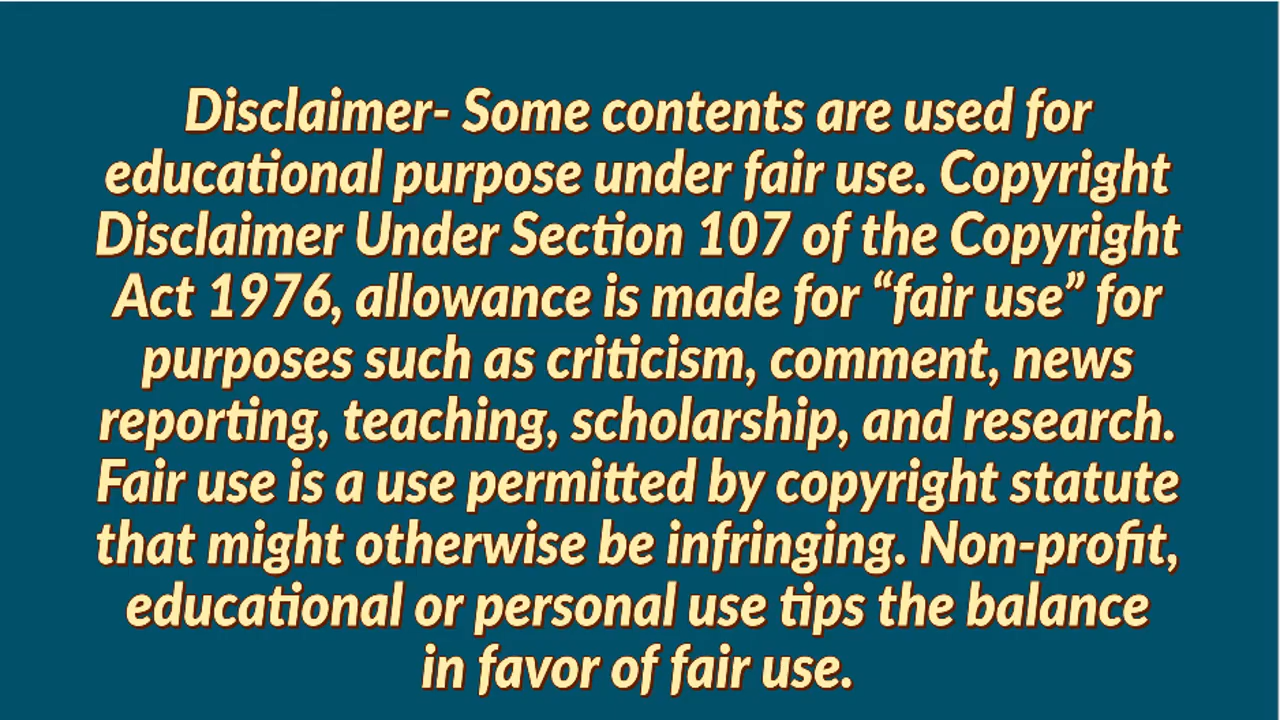 Disclaimer- Some contents are used for
educational purpose under fair use. Copyright
Disclaimer Under Section 107 of the Copyright
Act 1976, allowance is made for “fair use” for
purposes such as criticism, comment, news
reporting, teaching, scholarship, and research.
Fair use is a use permitted by copyright statute
that might otherwise be infringing. Non-profit,
educational or personal use tips the balance
in favor of fair use.